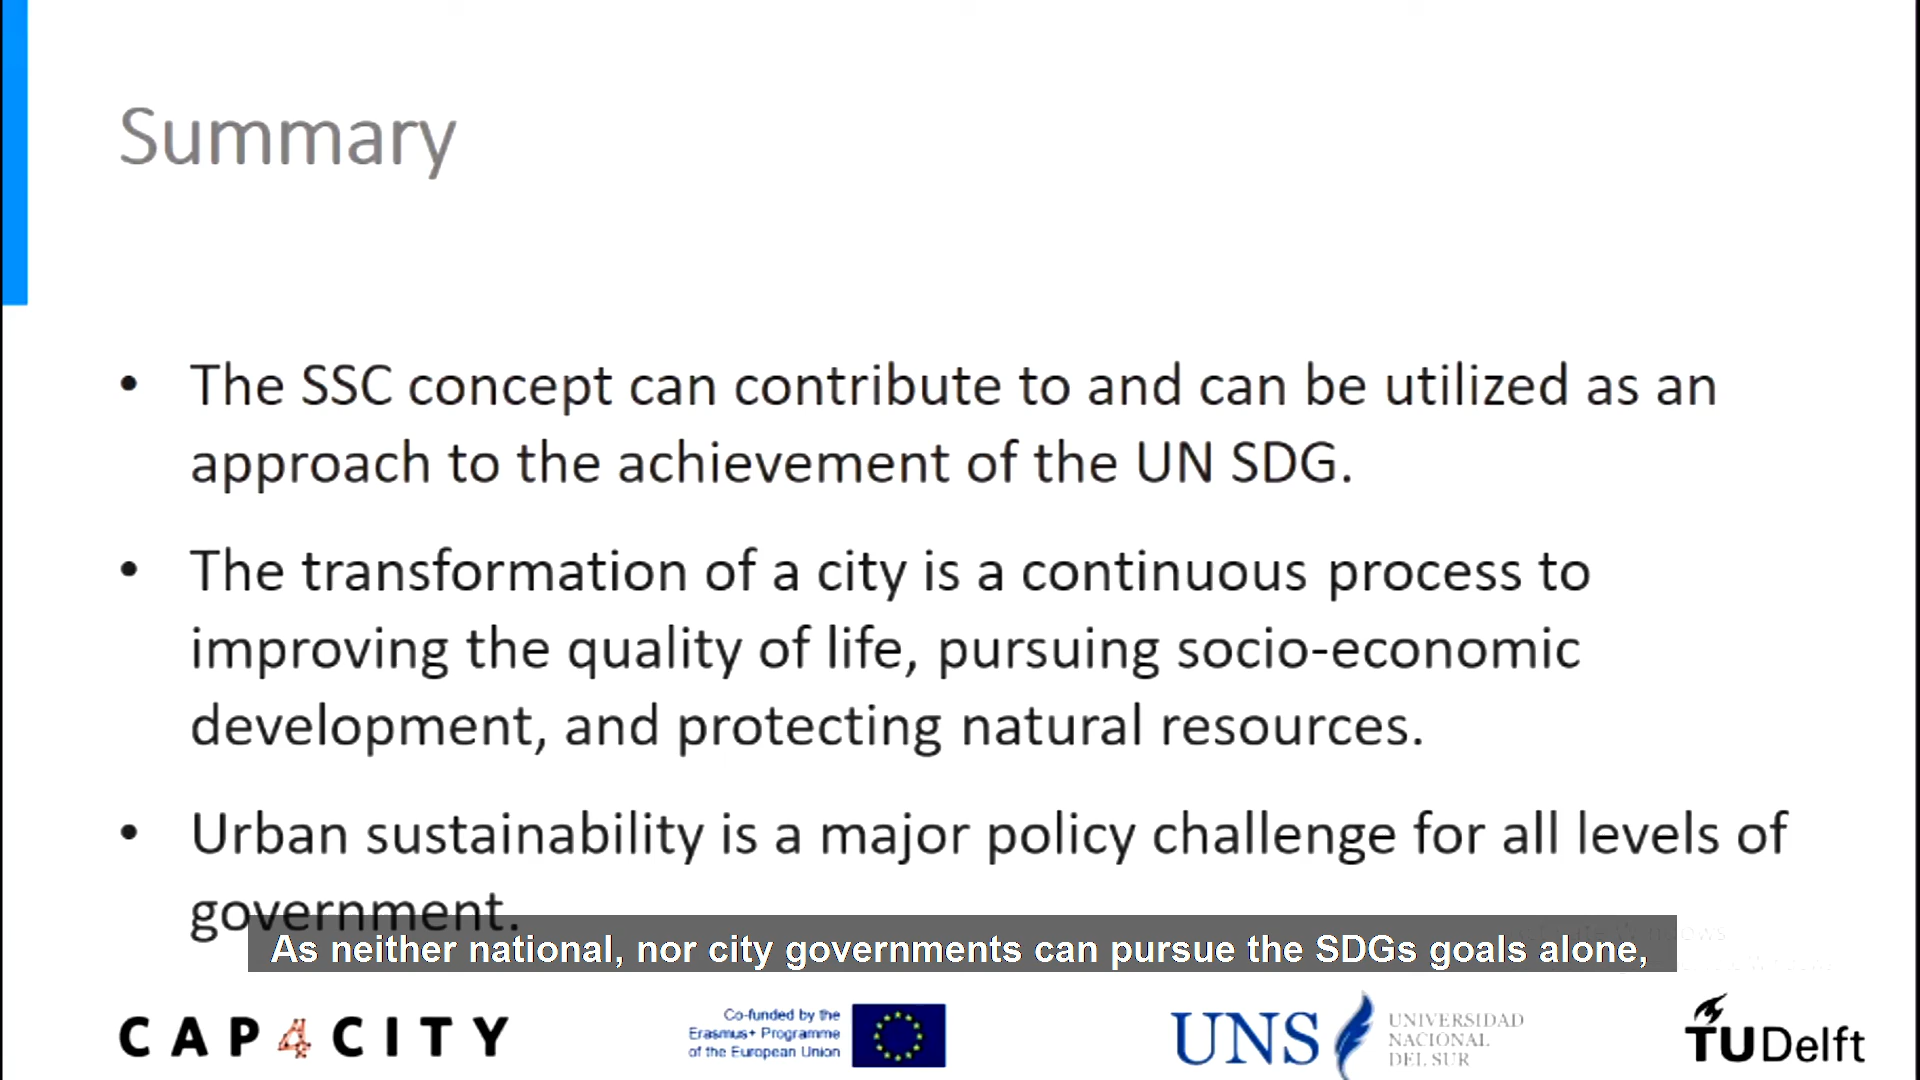 Summary
• The SSC concept can contribute to and can be utilized as an
approach to the achievement of the UN SDG.
• The transformation of a city is a continuous process to
improving the quality of life, pursuing socio-economic
development, and protecting natural resources.
• Urban sustainability is a major policy challenge for all levels of
government.
As neither national, nor city governments can pursue the SDGs goals alone,
CAP4CITY
Co-funded by the
Erasmus+ Programme
of the European Union
UNS
UNIVERSIDAD
NACIONAL
DEL SUR
TUDelft